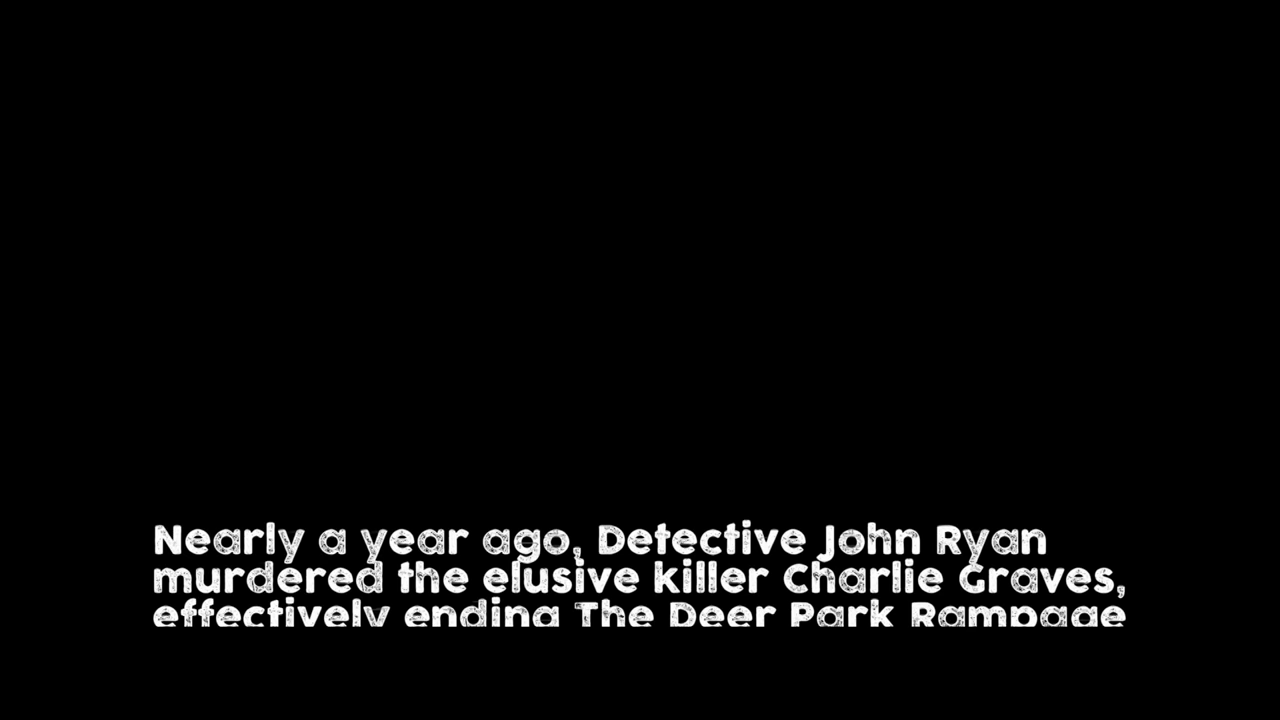 Nearly a year ago, Detective John Ryan
murdered the elusive killer Charlie Graves,
effectively ending The Deer Park Rampage